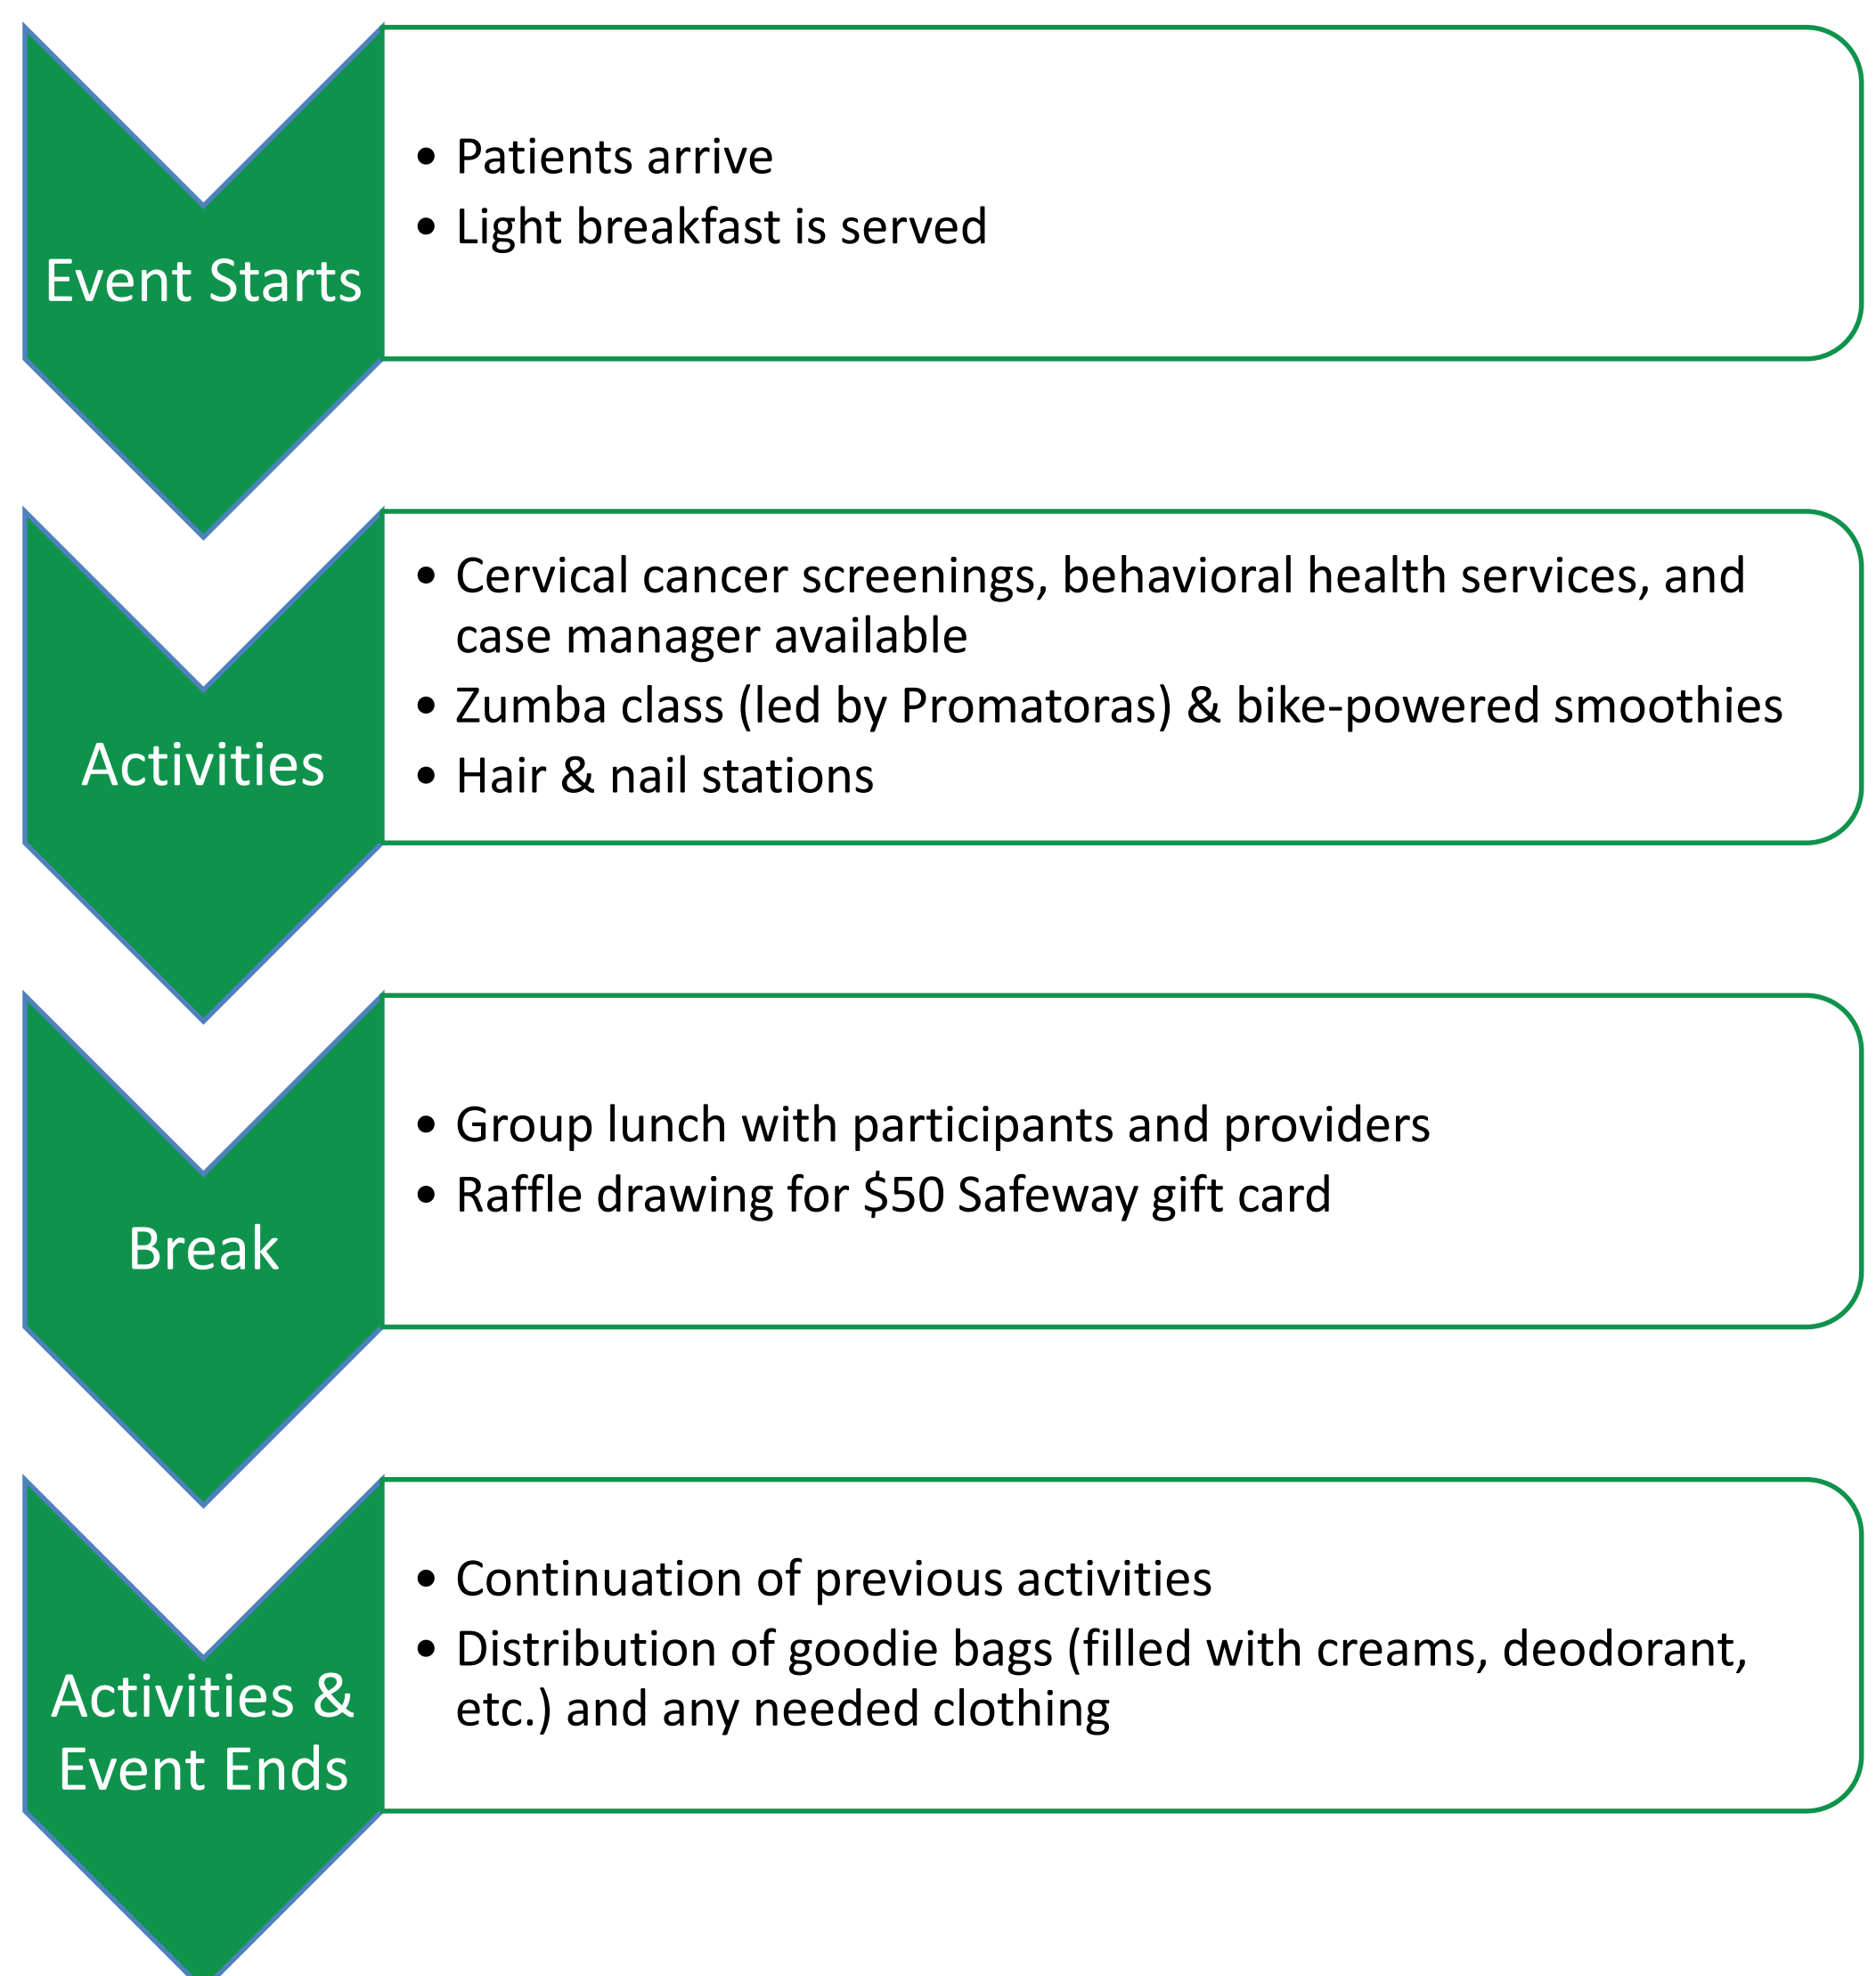 Event Starts
• Patients arrive
• Light breakfast is served
Activities
• Cervical cancer screenings, behavioral health services, and
case manager available
• Zumba class (led by Promatoras) & bike-powered smoothies
• Hair & nail stations
Break
• Group lunch with participants and providers
• Raffle drawing for $50 Safeway gift card
Activities &
Event Ends
• Continuation of previous activities
• Distribution of goodie bags (filled with creams, deodorant,
etc.) and any needed clothing